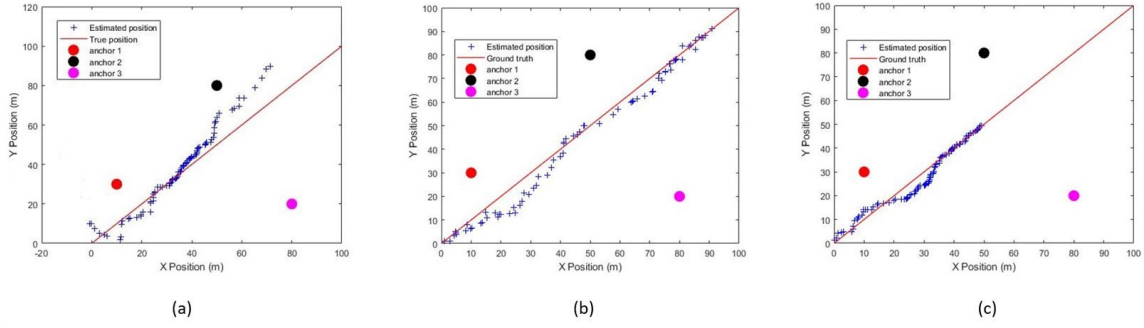 120
100
80
60
40
20
0
Y Position (m)
-20
0
20
40
60
80
100
X Position (m)
Estimated position
True position
anchor 1
anchor 2
anchor 3
(a)
100
90
80
70
60
50
40
30
20
10
0
Y Position (m)
0
10
20
30
40
50
60
70
80
90
100
X Position (m)
Estimated position
Ground truth
anchor 1
anchor 2
anchor 3
(b)
100
90
80
70
60
50
40
30
20
10
0
Y Position (m)
0
10
20
30
40
50
60
70
80
90
100
X Position (m)
Estimated position
Ground truth
anchor 1
anchor 2
anchor 3
(c)